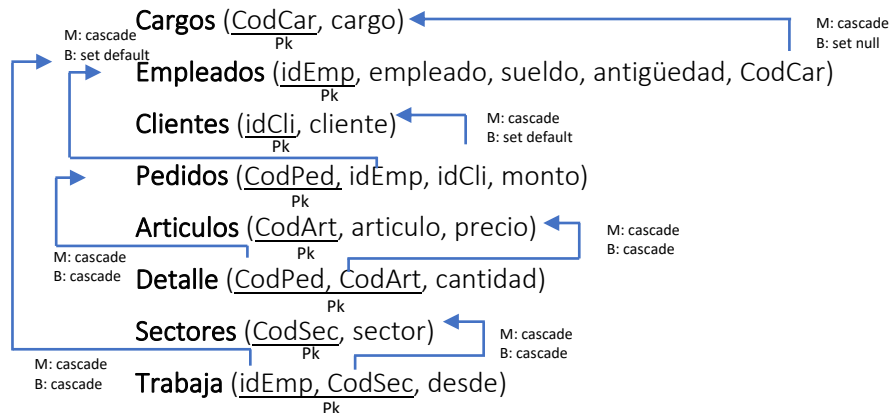 Cargos (CodCar, cargo)
Pk
M: cascade
B: set null
M: cascade
B: set default
Empleados (idEmp, empleado, sueldo, antigüedad, CodCar)
Pk
Clientes (idCli, cliente)
Pk
M: cascade
B: set default
Pedidos (CodPed, idEmp, idCli, monto)
Pk
Articulos (CodArt, articulo, precio)
Pk
M: cascade
B: cascade
M: cascade
B: cascade
Detalle (CodPed, CodArt, cantidad)
Pk
Sectores (CodSec, sector)
Pk
M: cascade
B: cascade
M: cascade
B: cascade
Trabaja (idEmp, CodSec, desde)
Pk